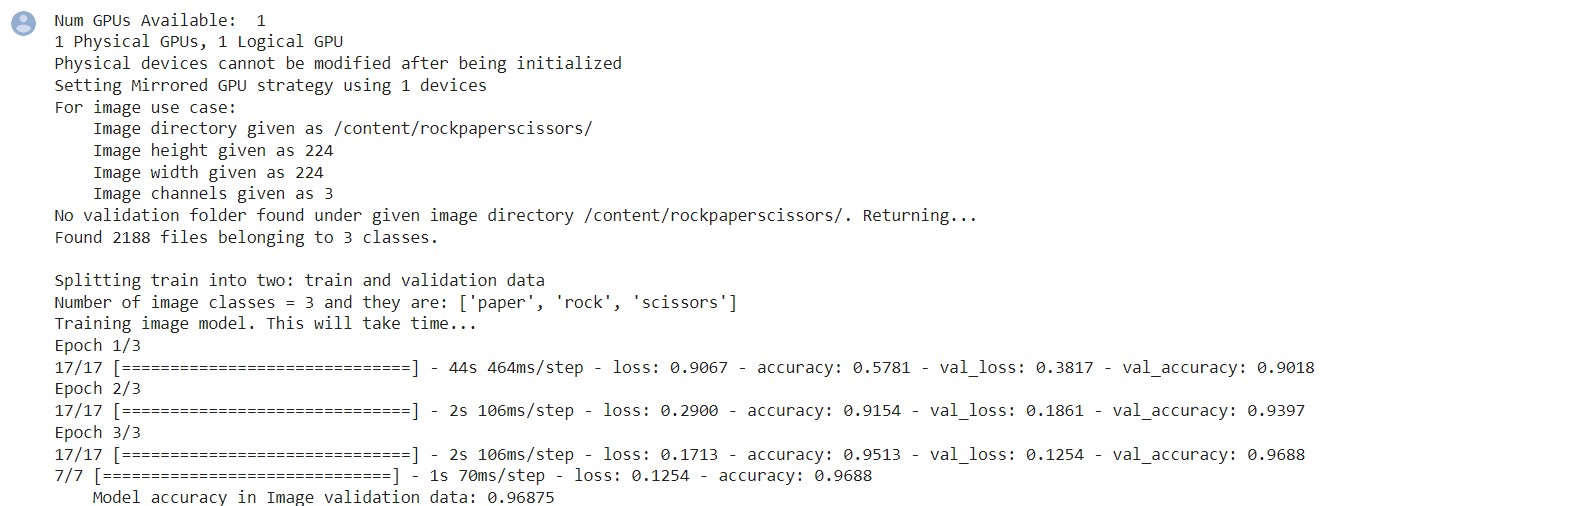 Num GPUs Available:  1
1 Physical GPUs, 1 Logical GPU
Physical devices cannot be modified after being initialized
Setting Mirrored GPU strategy using 1 devices
For image use case:
    Image directory given as /content/rockpaperscissors/
    Image height given as 224
    Image width given as 224
    Image channels given as 3
No validation folder found under given image directory /content/rockpaperscissors/. Returning...
Found 2188 files belonging to 3 classes.

Splitting train into two: train and validation data
Number of image classes = 3 and they are: ['paper', 'rock', 'scissors']
Training image model. This will take time...
Epoch 1/3
17/17 [==============================] - 44s 464ms/step - loss: 0.9067 - accuracy: 0.5781 - val_loss: 0.3817 - val_accuracy: 0.9018
Epoch 2/3
17/17 [==============================] - 2s 106ms/step - loss: 0.2900 - accuracy: 0.9154 - val_loss: 0.1861 - val_accuracy: 0.9397
Epoch 3/3
17/17 [==============================] - 2s 106ms/step - loss: 0.1713 - accuracy: 0.9513 - val_loss: 0.1254 - val_accuracy: 0.9688
7/7 [==============================] - 1s 70ms/step - loss: 0.1254 - accuracy: 0.9688
    Model accuracy in Image validation data: 0.96875